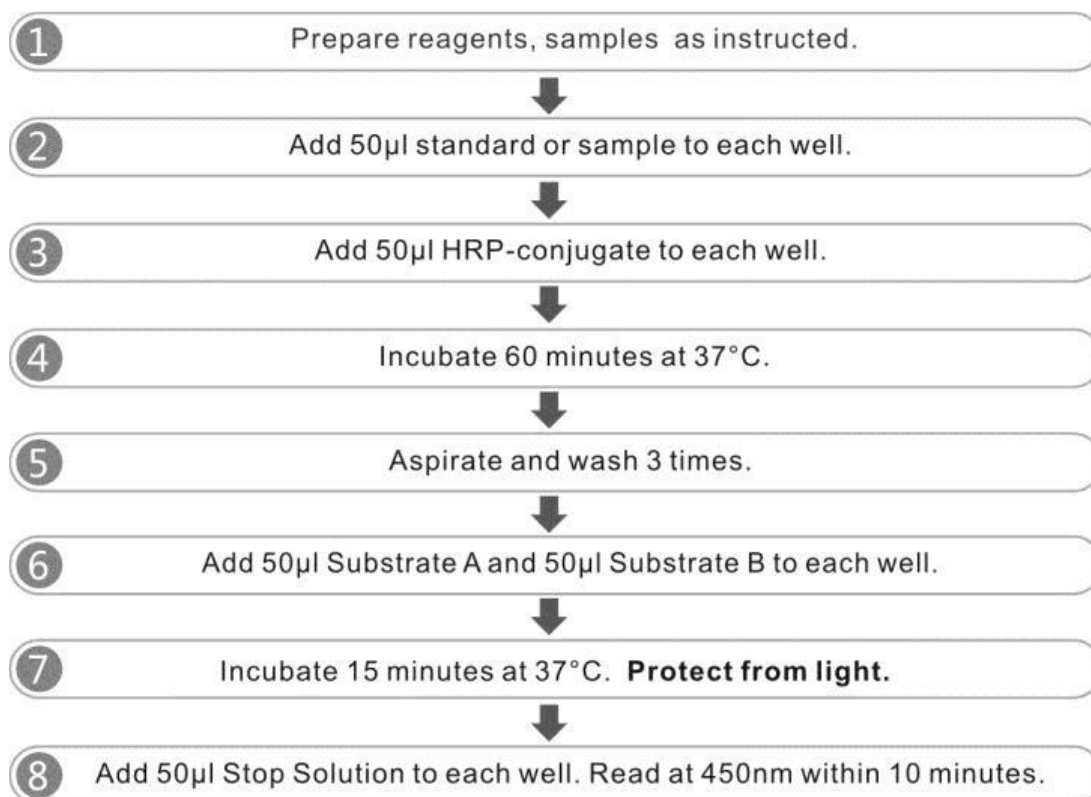 1 Prepare reagents, samples as instructed.
2 Add 50μl standard or sample to each well.
3 Add 50μl HRP-conjugate to each well.
4 Incubate 60 minutes at 37°C.
5 Aspirate and wash 3 times.
6 Add 50μl Substrate A and 50μl Substrate B to each well.
7 Incubate 15 minutes at 37°C. Protect from light.
8 Add 50μl Stop Solution to each well. Read at 450nm within 10 minutes.